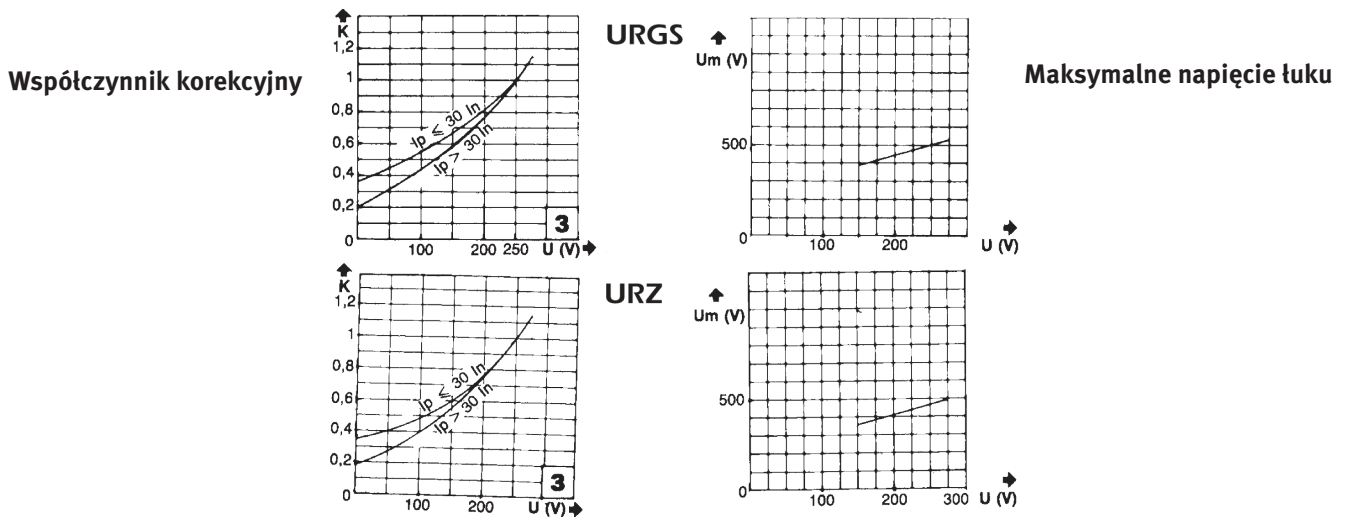 Współczynnik korekcyjny
K
1,2
1
0,8
0,6
0,4
0,2
0
Ip ≤ 30 In
Ip > 30 In
3
100 200 250 U (V)
URGS
Um (V)
500
0
100 200 U (V)
Maksymalne napięcie łuku
K
1,2
1
0,8
0,6
0,4
0,2
0
Ip ≤ 30 In
Ip > 30 In
3
100 200 U (V)
URZ
Um (V)
500
0
100 200 300 U (V)